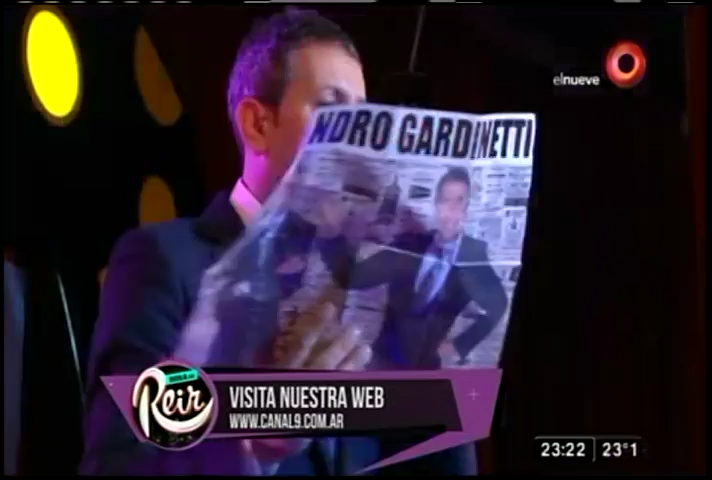 elnueve
NDRO GARDINETTI
Reir
VISITA NUESTRA WEB
WWW.CANAL9.COM.AR
23:22 23°1